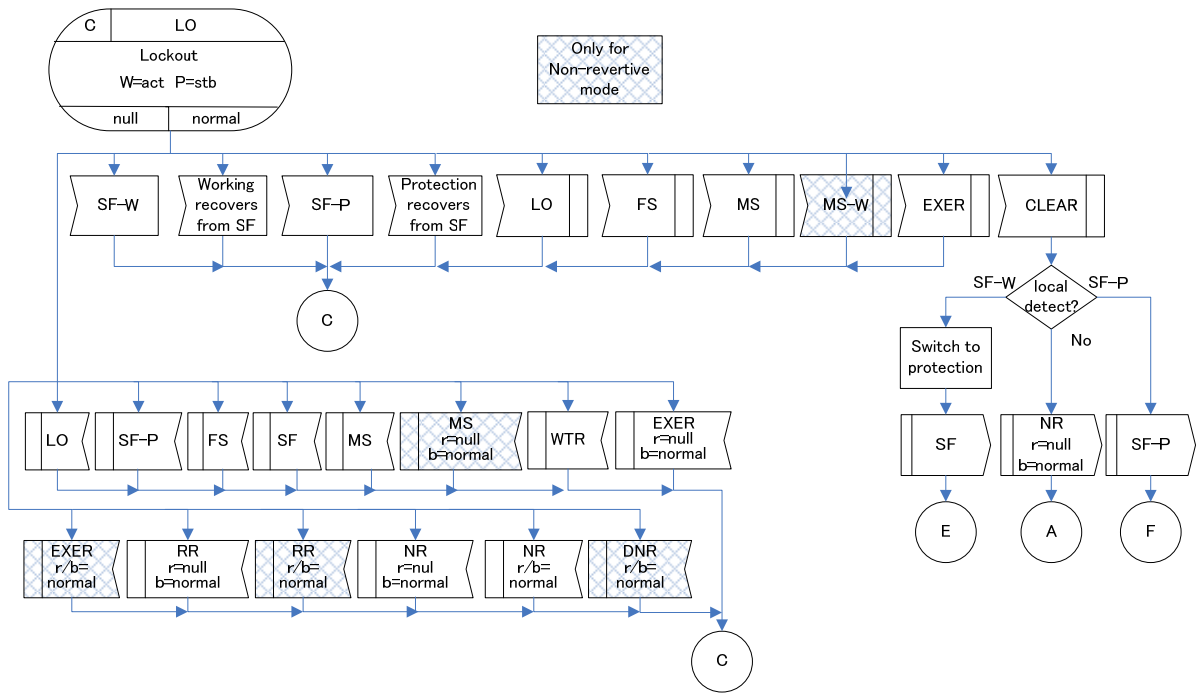 C LO
Lockout
W=act P=stb
null normal
Only for
Non-revertive
mode
SF-W
Working
recovers
from SF
SF-P
Protection
recovers
from SF
LO
FS
MS
MS-W
EXER
CLEAR
C
SF-W
local
detect?
SF-P
No
Switch to
protection
SF
NR
r=null
b=normal
SF-P
E
A
F
LO
SF-P
FS
SF
MS
MS
r=null
b=normal
WTR
EXER
r=null
b=normal
EXER
r/b=
normal
RR
r=null
b=normal
RR
r/b=
normal
NR
r=nul
b=normal
NR
r/b=
normal
DNR
r/b=
normal
C